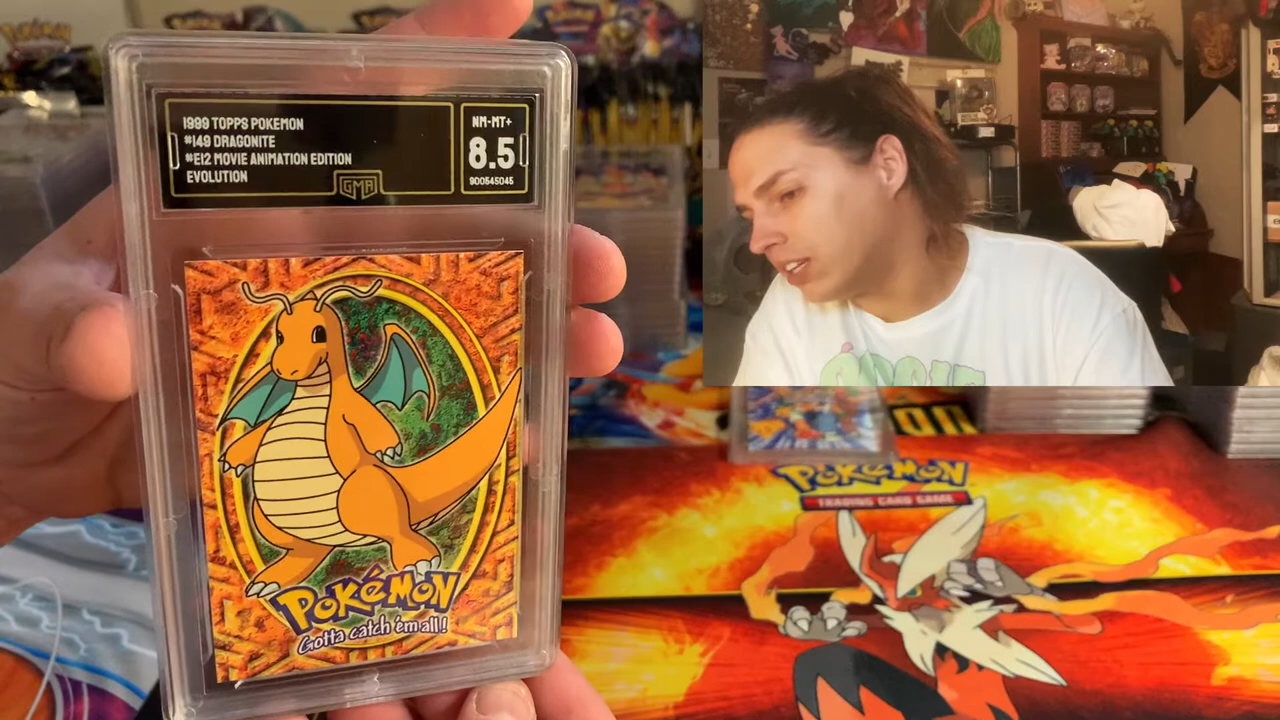 1999 TOPPS POKEMON
#149 DRAGONITE
#E12 MOVIE ANIMATION EDITION
EVOLUTION
GMA
NM-MT+
8.5
900545045
POKéMON
Gotta catch 'em all!
POKéMON
TRADING CARD GAME